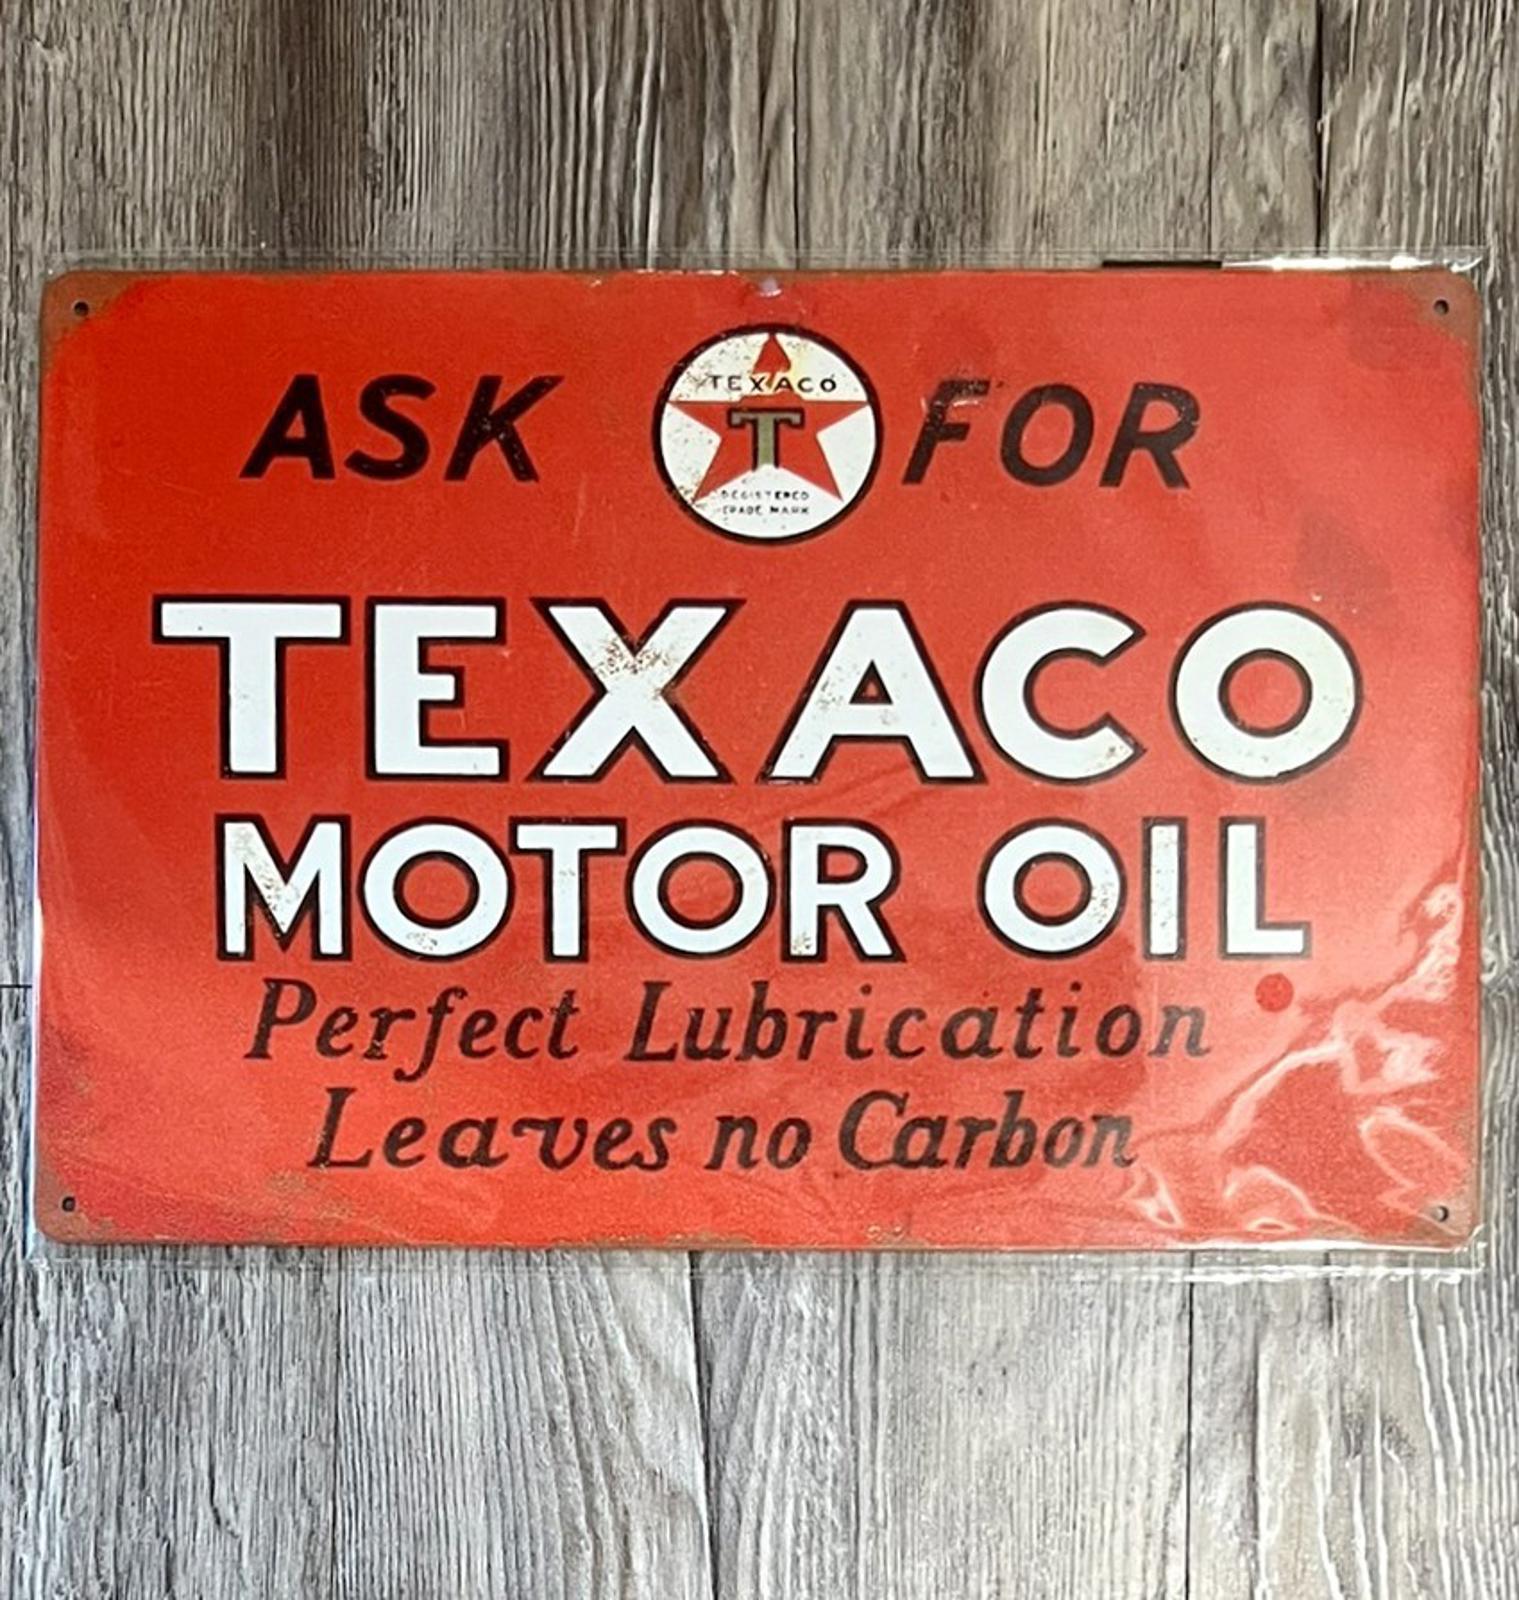 ASK FOR
TEXACO
T
REGISTERED
TRADE MARK
TEXACO
MOTOR OIL
Perfect Lubrication
Leaves no Carbon